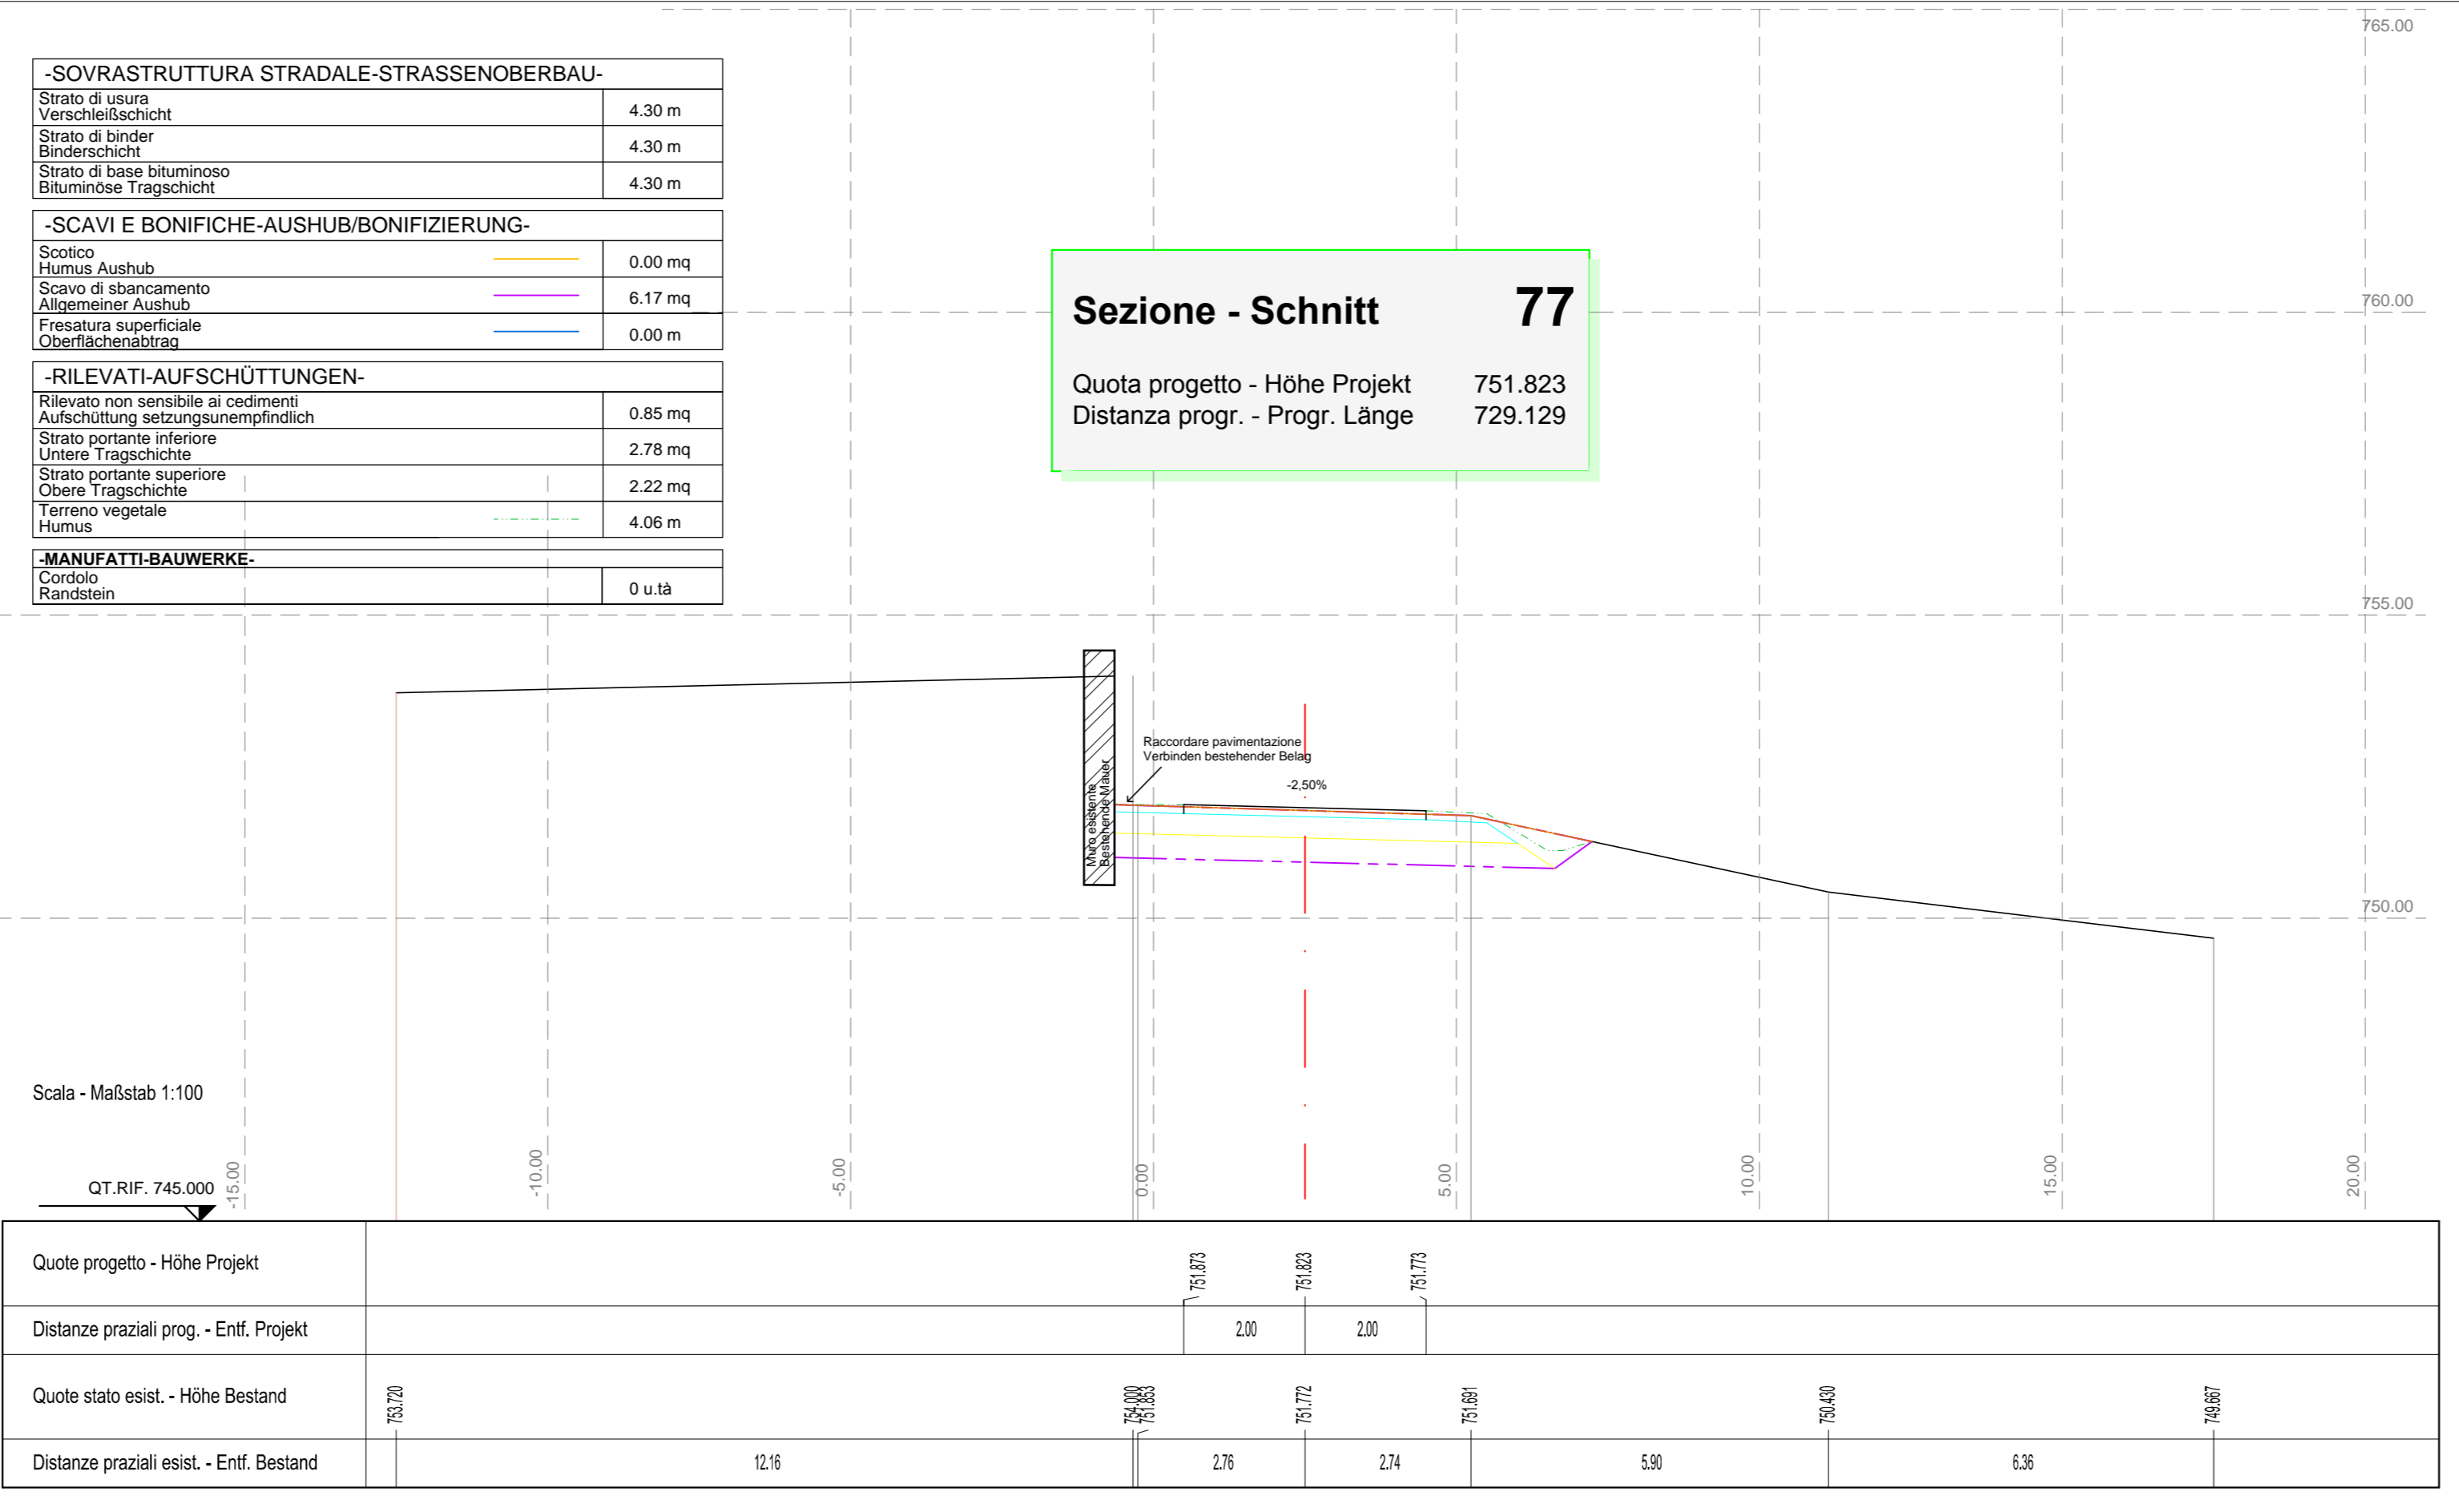 765.00
-SOVRASTRUTTURA STRADALE-STRASSENOBERBAU-
Strato di usura
Verschleißschicht
4.30 m
Strato di binder
Binderschicht
4.30 m
Strato di base bituminoso
Bituminöse Tragschicht
4.30 m
-SCAVI E BONIFICHE-AUSHUB/BONIFIZIERUNG-
Scotico
Humus Aushub
0.00 mq
Scavo di sbancamento
Allgemeiner Aushub
6.17 mq
Fresatura superficiale
Oberflächenabtrag
0.00 m
-RILEVATI-AUFSCHÜTTUNGEN-
Rilevato non sensibile ai cedimenti
Aufschüttung setzungsunempfindlich
0.85 mq
Strato portante inferiore
Untere Tragschichte
2.78 mq
Strato portante superiore
Obere Tragschichte
2.22 mq
Terreno vegetale
Humus
4.06 m
-MANUFATTI-BAUWERKE-
Cordolo
Randstein
0 u.tà
Sezione - Schnitt 77
Quota progetto - Höhe Projekt 751.823
Distanza progr. - Progr. Länge 729.129
760.00
755.00
750.00
Raccordare pavimentazione
Verbinden bestehender Belag
-2,50%
Muro esistente
Bestehende Mauer
Scala - Maßstab 1:100
QT.RIF. 745.000
-15.00 -10.00 -5.00 0.00 5.00 10.00 15.00 20.00
Quote progetto - Höhe Projekt 751.873 751.823 751.773
Distanze praziali prog. - Entf. Projekt 2.00 2.00
Quote stato esist. - Höhe Bestand 753.720 754.000 751.853 751.772 751.691 750.430 749.667
Distanze praziali esist. - Entf. Bestand 12.16 2.76 2.74 5.90 6.36